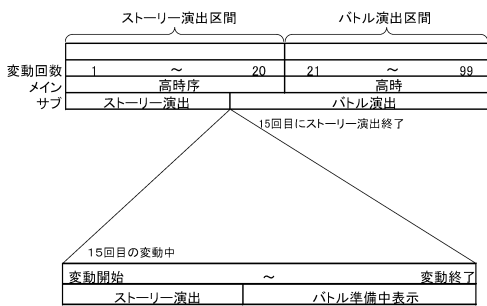 ストーリー演出区間 バトル演出区間
変動回数 1 ～ 20 21 ～ 99
メイン 高時序 高時
サブ ストーリー演出 バトル演出
15回目にストーリー演出終了
15回目の変動中
変動開始 ～ 変動終了
ストーリー演出 バトル準備中表示